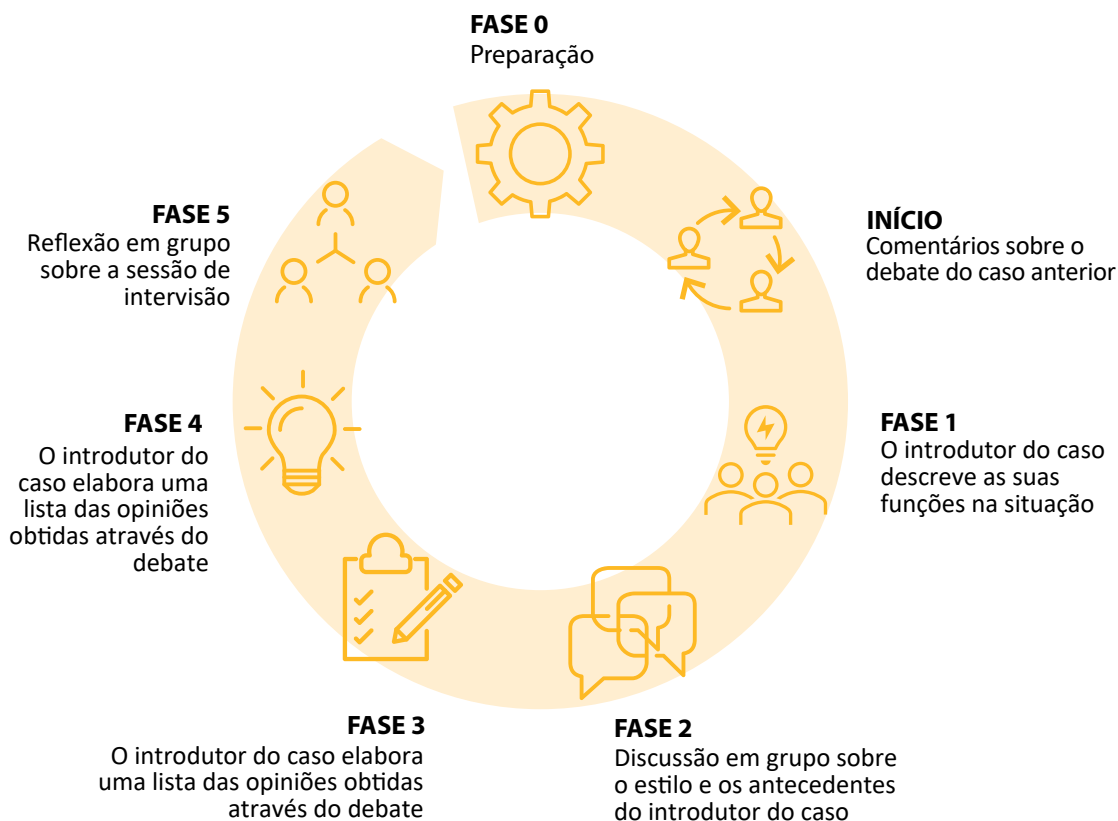 FASE 0
Preparação
INÍCIO
Comentários sobre o
debate do caso anterior
FASE 1
O introdutor do caso
descreve as suas
funções na situação
FASE 2
Discussão em grupo sobre
o estilo e os antecedentes
do introdutor do caso
FASE 3
O introdutor do caso elabora
uma lista das opiniões obtidas
através do debate
FASE 4
O introdutor do
caso elabora uma
lista das opiniões
obtidas através do
debate
FASE 5
Reflexão em grupo
sobre a sessão de
intervisão